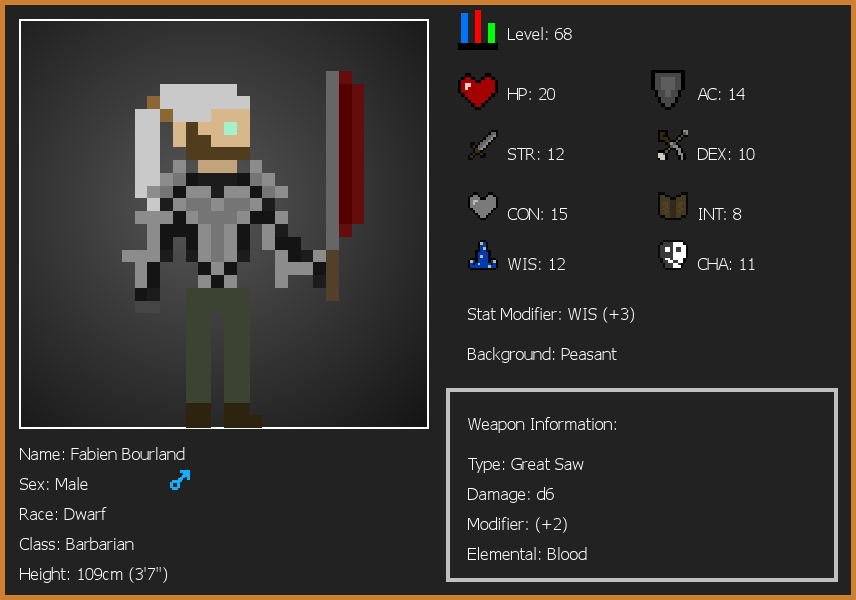 Level: 68
HP: 20
AC: 14
STR: 12
DEX: 10
CON: 15
INT: 8
WIS: 12
CHA: 11
Stat Modifier: WIS (+3)
Background: Peasant
Weapon Information:
Type: Great Saw
Damage: d6
Modifier: (+2)
Elemental: Blood
Name: Fabien Bourland
Sex: Male
Race: Dwarf
Class: Barbarian
Height: 109cm (3'7")